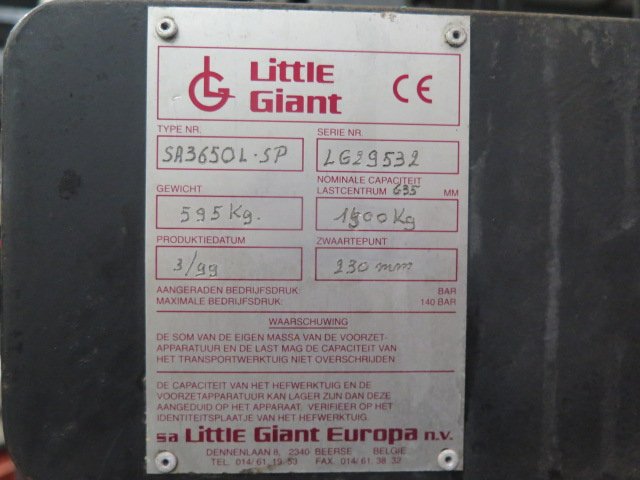 LG Little Giant CE
TYPE NR. SERIE NR.
SA3650L-SP LG29532
GEWICHT NOMINALE CAPACITEIT
LASTCENTRUM 635 MM
595 Kg. 1900 Kg
PRODUKTIEDATUM ZWAARTEPUNT
3/99 230 mm
AANGERADEN BEDRIJFSDRUK: BAR
MAXIMALE BEDRIJFSDRUK: 140 BAR
WAARSCHUWING
DE SOM VAN DE EIGEN MASSA VAN DE VOORZET-
APPARATUUR EN DE LAST MAG DE CAPACITEIT VAN
HET TRANSPORTWERKTUIG NIET OVERSCHRIJDEN.
DE CAPACITEIT VAN HET HEFWERKTUIG EN DE
VOORZETAPPARATUUR KAN LAGER ZIJN DAN DEZE
AANGEDUID OP HET APPARAAT. VERIFIEER OP HET
IDENTITEITSPLAATJE VAN HET VOERTUIG.
sa Little Giant Europa n.v.
DENNENLAAN 8, 2340 BEERSE BELGIE
TEL. 014/61.19.53 FAX. 014/61.38.32